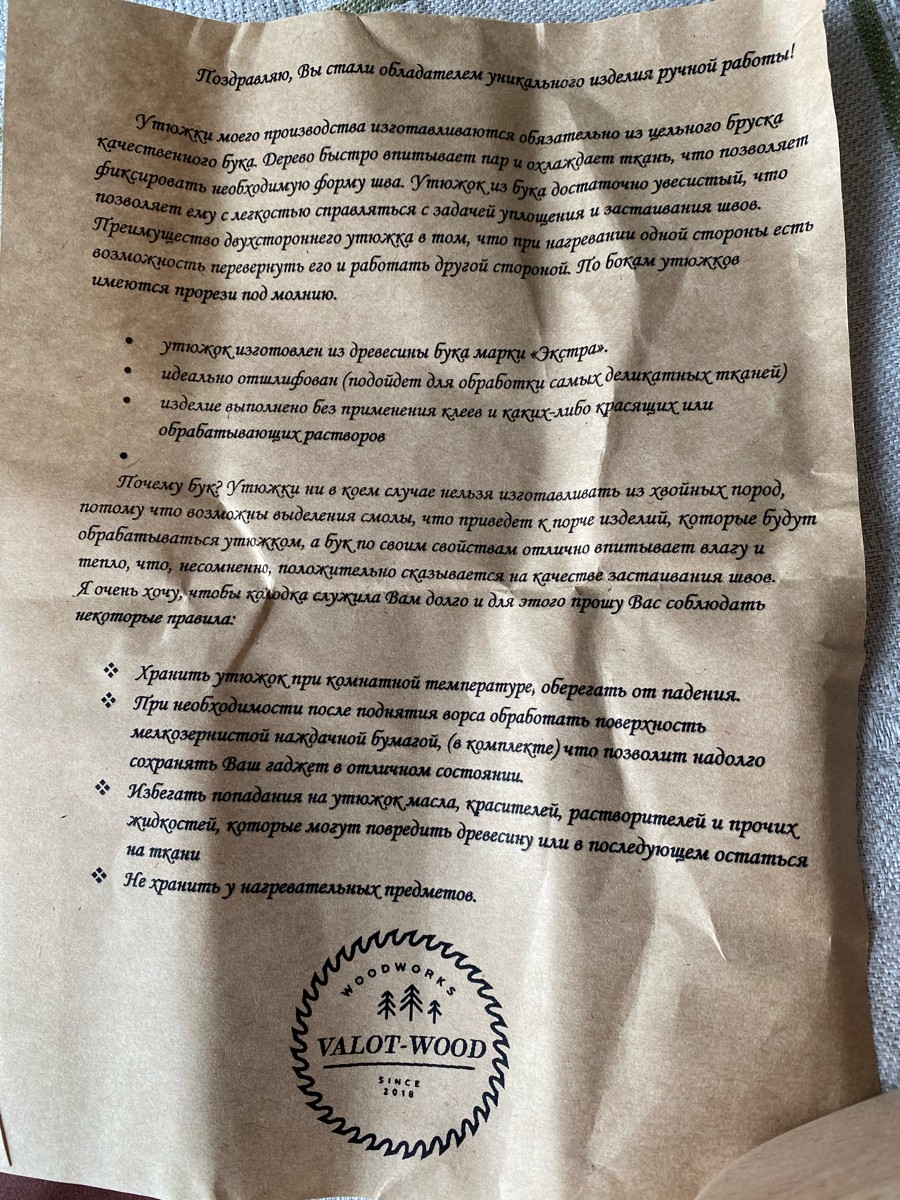 Поздравляю, Вы стали обладателем уникального изделия ручной работы!
Утюжки моего производства изготавливаются обязательно из цельного бруска
качественного бука. Дерево быстро впитывает пар и охлаждает ткань, что позволяет
фиксировать необходимую форму шва. Утюжок из бука достаточно увесистый, что
позволяет ему с легкостью справляться с задачей уплощения и застаивания швов.
Преимущество двухстороннего утюжка в том, что при нагревании одной стороны есть
возможность перевернуть его и работать другой стороной. По бокам утюжков
имеются прорези под молнию.
• утюжок изготовлен из древесины бука марки «Экстра».
• идеально отшлифован (подойдет для обработки самых деликатных тканей)
• изделие выполнено без применения клеев и каких-либо красящих или
обрабатывающих растворов
•
Почему бук? Утюжки ни в коем случае нельзя изготавливать из хвойных пород,
потому что возможны выделения смолы, что приведет к порче изделий, которые будут
обрабатываться утюжком, а бук по своим свойствам отлично впитывает влагу и
тепло, что, несомненно, положительно сказывается на качестве застаивания швов.
Я очень хочу, чтобы колодка служила Вам долго и для этого прошу Вас соблюдать
некоторые правила:
❖ Хранить утюжок при комнатной температуре, оберегать от падения.
❖ При необходимости после поднятия ворса обработать поверхность
мелкозернистой наждачной бумагой, (в комплекте) что позволит надолго
сохранять Ваш гаджет в отличном состоянии.
❖ Избегать попадания на утюжок масла, красителей, растворителей и прочих
жидкостей, которые могут повредить древесину или в последующем остаться
на ткани
❖ Не хранить у нагревательных предметов.
WOODWORKS
VALOT-WOOD
SINCE
2018